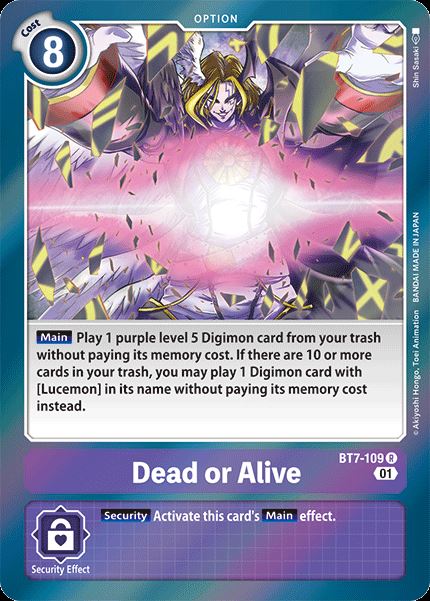 OPTION
Cost
8
Shin Sasaki
© Akiyoshi Hongo, Toei Animation BANDAI MADE IN JAPAN
Main Play 1 purple level 5 Digimon card from your trash
without paying its memory cost. If there are 10 or more
cards in your trash, you may play 1 Digimon card with
[Lucemon] in its name without paying its memory cost
instead.
BT7-109 R
01
Dead or Alive
Security Activate this card's Main effect.
Security Effect